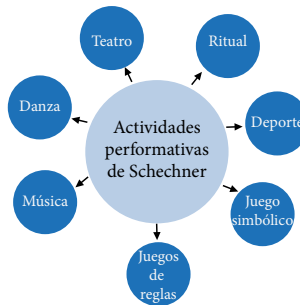 Teatro
Ritual
Danza
Deporte
Actividades
performativas
de Schechner
Música
Juego
simbólico
Juegos
de
reglas